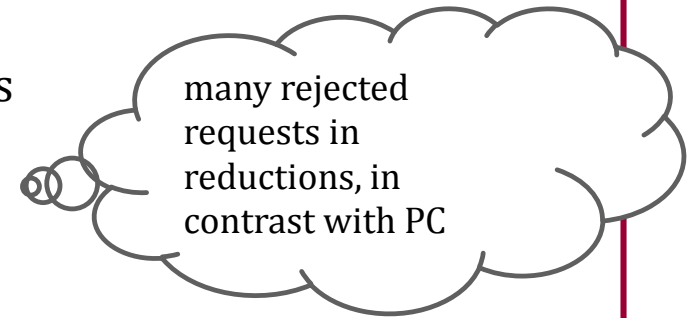 s
many rejected
requests in
reductions, in
contrast with PC